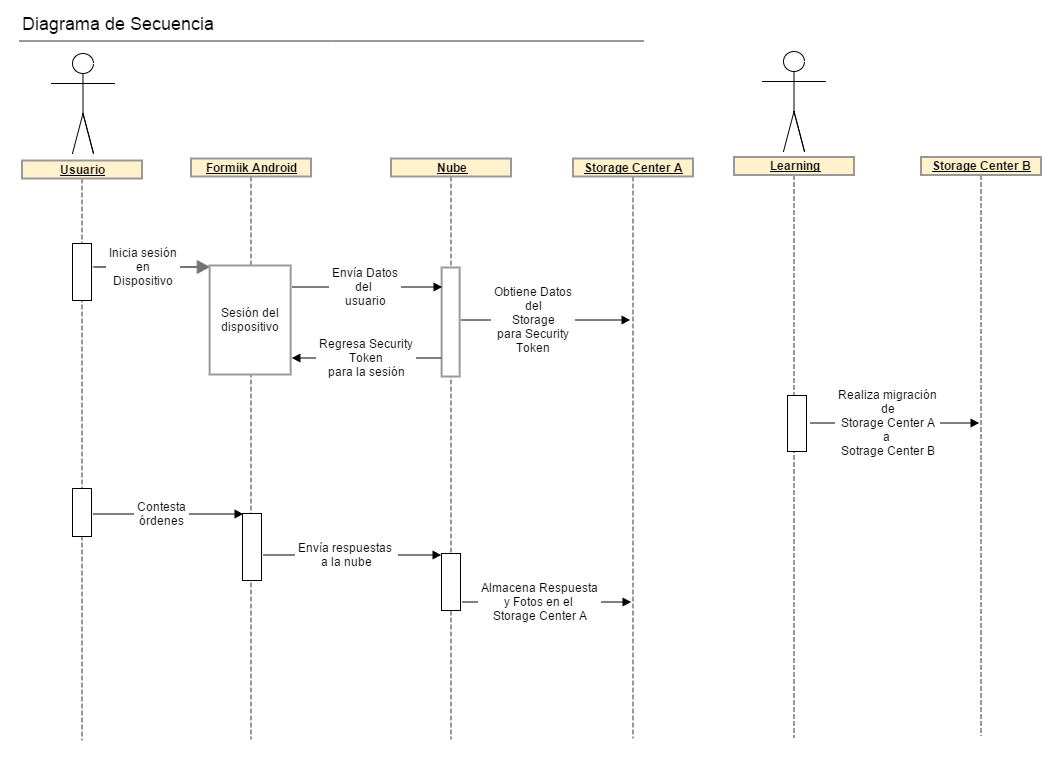 Diagrama de Secuencia
Usuario
Formiik Android
Nube
Storage Center A
Learning
Storage Center B
Inicia sesión
en
Dispositivo
Sesión del
dispositivo
Envía Datos
del
usuario
Obtiene Datos
del
Storage
para Security
Token
Regresa Security
Token
para la sesión
Realiza migración
de
Storage Center A
a
Sotrage Center B
Contesta
órdenes
Envía respuestas
a la nube
Almacena Respuesta
y Fotos en el
Storage Center A